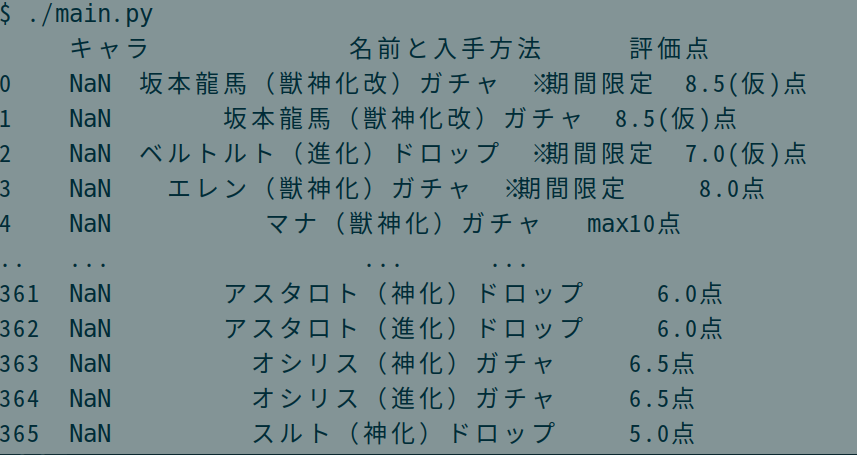 $ ./main.py
キャラ 名前と入手方法 評価点
0 NaN 坂本龍馬（獣神化改）ガチャ ※期間限定 8.5(仮)点
1 NaN 坂本龍馬（獣神化改）ガチャ 8.5(仮)点
2 NaN ベルトルト（進化）ドロップ ※期間限定 7.0(仮)点
3 NaN エレン（獣神化）ガチャ ※期間限定 8.0点
4 NaN マナ（獣神化）ガチャ max10点
.. ... ... ...
361 NaN アスタロト（神化）ドロップ 6.0点
362 NaN アスタロト（進化）ドロップ 6.0点
363 NaN オシリス（神化）ガチャ 6.5点
364 NaN オシリス（進化）ガチャ 6.5点
365 NaN スルト（神化）ドロップ 5.0点